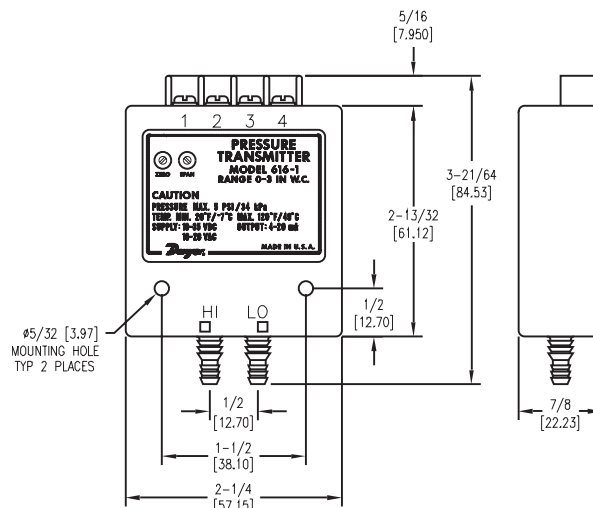 5/16
[7.950]
1 2 3 4
PRESSURE
TRANSMITTER
MODEL 616-1
RANGE 0-3 IN W.C.
ZERO SPAN
CAUTION
PRESSURE MAX. 5 PSI/34 kPa
TEMP. MIN. 20°F/-7°C MAX. 120°F/49°C
SUPPLY: 10-35 VDC OUTPUT: 4-20 mA
16-26 VAC
Dwyer
MADE IN U.S.A.
3-21/64
[84.53]
2-13/32
[61.12]
HI LO
1/2
[12.70]
ø5/32 [3.97]
MOUNTING HOLE
TYP 2 PLACES
1/2
[12.70]
7/8
[22.23]
1-1/2
[38.10]
2-1/4
[57.15]